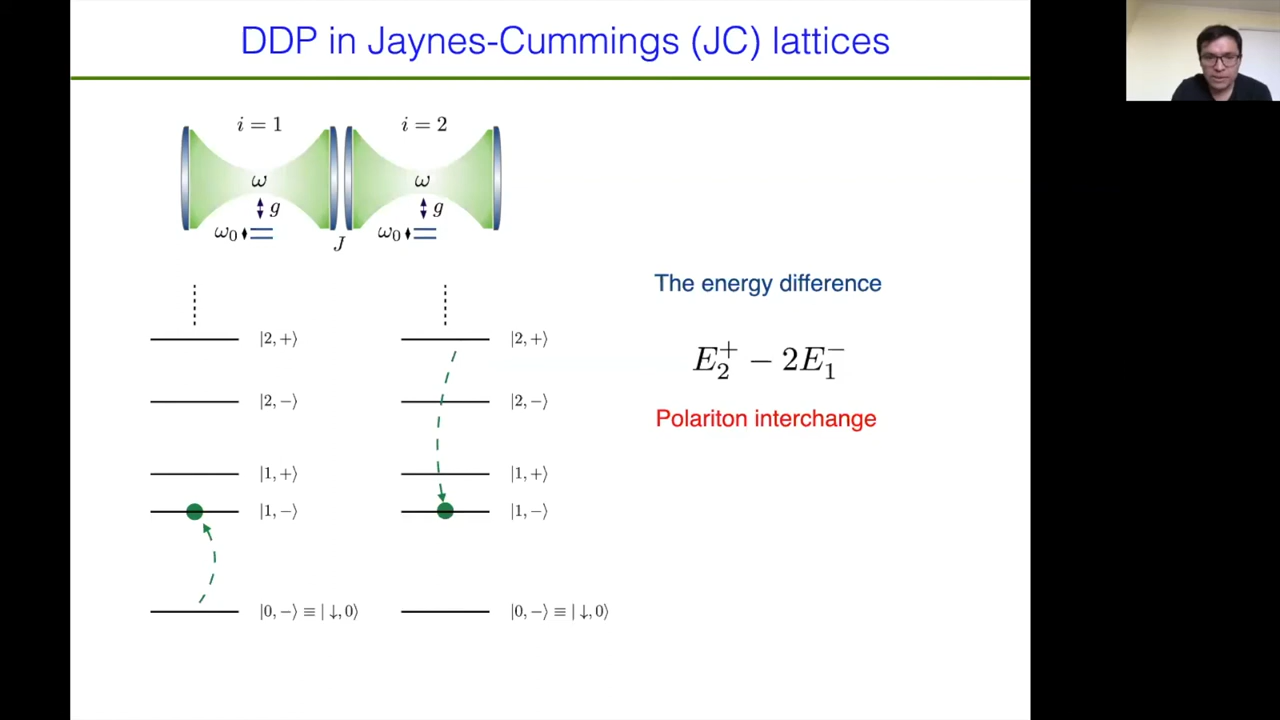 DDP in Jaynes-Cummings (JC) lattices
i = 1
i = 2
ω
ω
g
g
ω₀
ω₀
J
The energy difference
E₂⁺ − 2E₁⁻
Polariton interchange
|2, +⟩
|2, +⟩
|2, −⟩
|2, −⟩
|1, +⟩
|1, +⟩
|1, −⟩
|1, −⟩
|0, −⟩ ≡ | ↓, 0⟩
|0, −⟩ ≡ | ↓, 0⟩